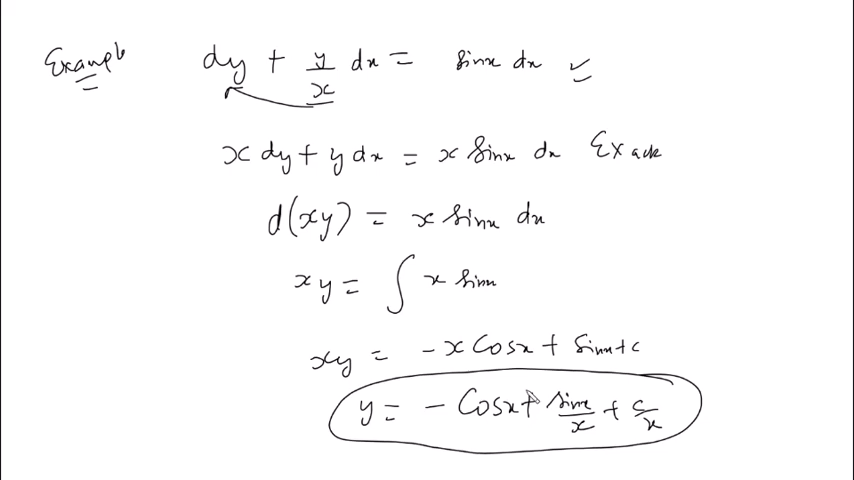 Example dy + y/x dx = sinx dx ✓
x dy + y dx = x sinx dx Exact
d(xy) = x sinx dx
xy = ∫ x sinx
xy = -x Cosx + sinx + c
y = - Cosx + sinx/x + c/x